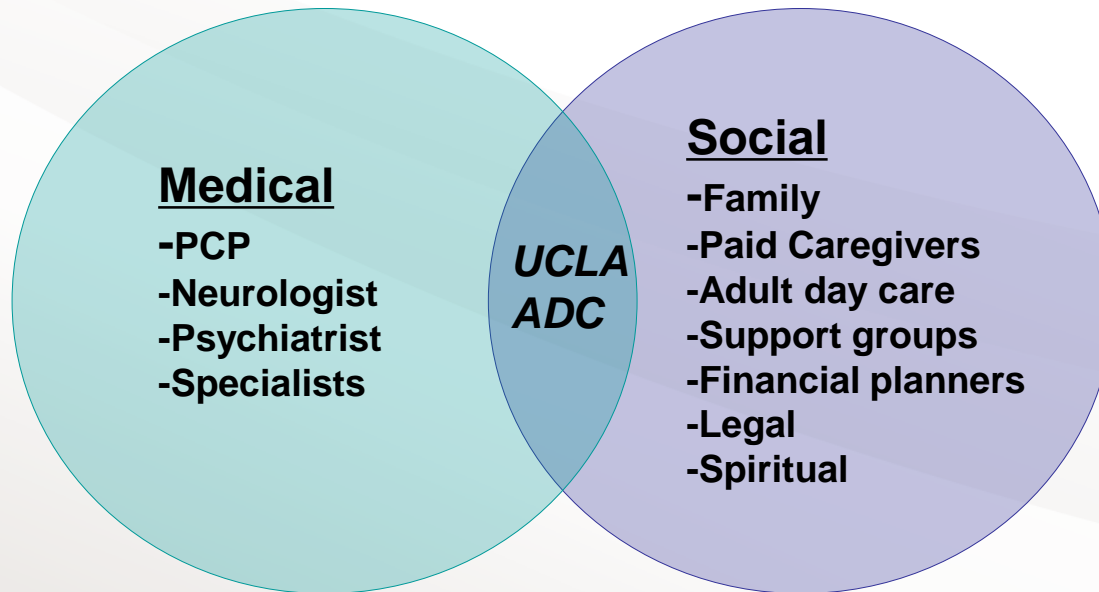 Medical
-PCP
-Neurologist
-Psychiatrist
-Specialists
UCLA
ADC
Social
-Family
-Paid Caregivers
-Adult day care
-Support groups
-Financial planners
-Legal
-Spiritual